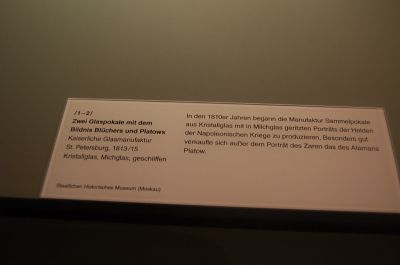 /1–2/
Zwei Glaspokale mit dem
Bildnis Blüchers und Platows
Kaiserliche Glasmanufaktur
St. Petersburg, 1813/15
Kristallglas, Michglas, geschliffen
In den 1810er Jahren begann die Manufaktur Sammelpokale
aus Kristallglas mit in Milchglas geritzten Porträts der Helden
der Napoleonischen Kriege zu produzieren. Besonders gut
verkaufte sich außer dem Porträt des Zaren das des Atamans
Platow.
Staatliches Historisches Museum (Moskau)